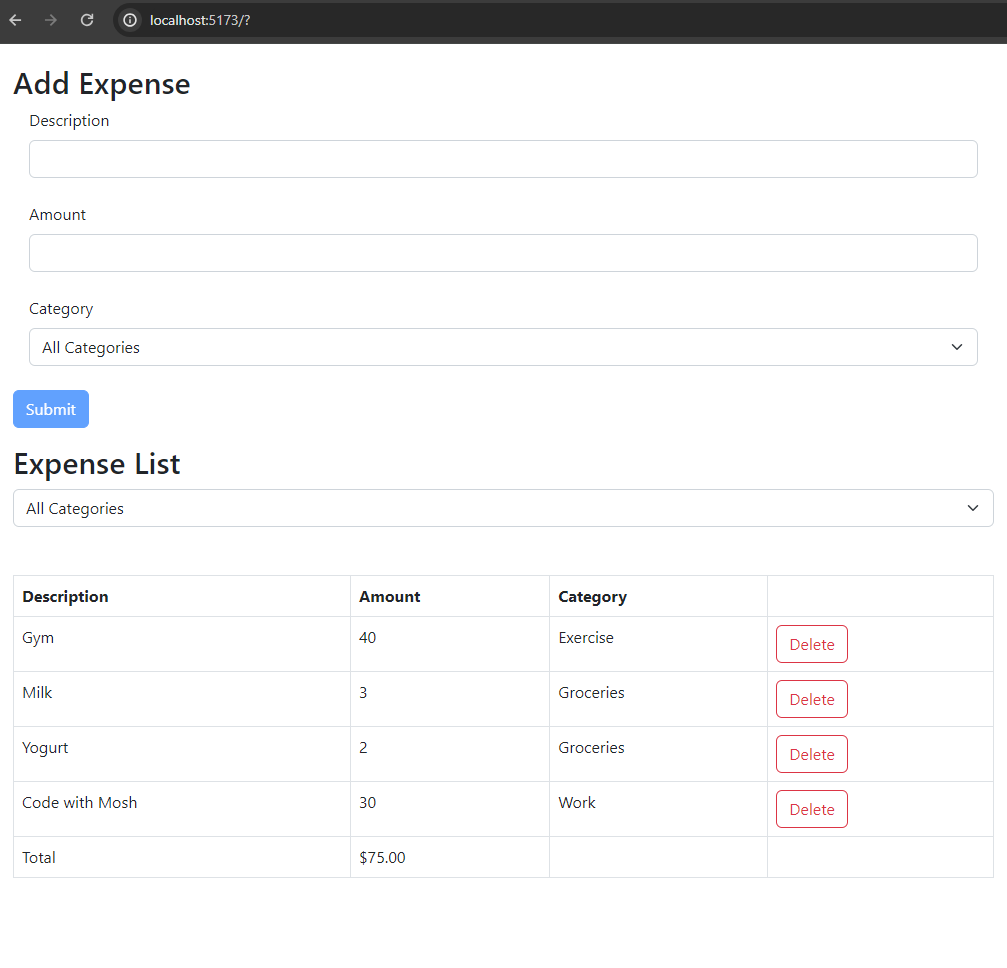 localhost:5173/?
Add Expense
Description
Amount
Category
All Categories
Submit
Expense List
All Categories
Description Amount Category
Gym 40 Exercise Delete
Milk 3 Groceries Delete
Yogurt 2 Groceries Delete
Code with Mosh 30 Work Delete
Total $75.00